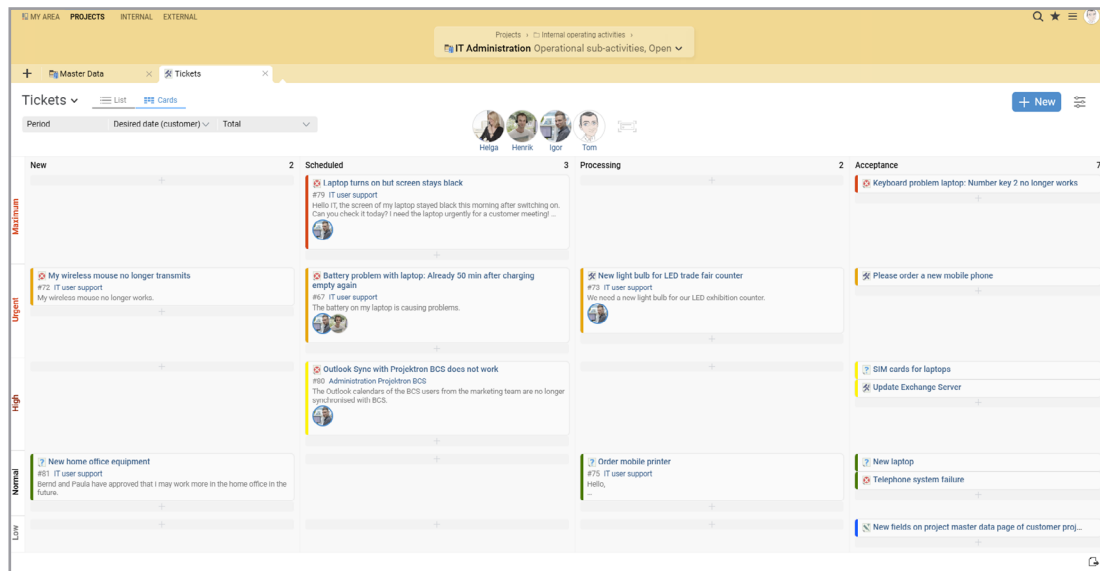 MY AREA PROJECTS INTERNAL EXTERNAL
Projects › Internal operating activities ›
IT Administration Operational sub-activities, Open
+ Master Data × Tickets ×
Tickets List Cards
+ New
Period Desired date (customer) Total
Helga Henrik Igor Tom
New 2 Scheduled 3 Processing 2 Acceptance 7
Maximum
Laptop turns on but screen stays black
#79 IT user support
Hello IT, the screen of my laptop stayed black this morning after switching on.
Can you check it today? I need the laptop urgently for a customer meeting! ...
Keyboard problem laptop: Number key 2 no longer works
Urgent
My wireless mouse no longer transmits
#72 IT user support
My wireless mouse no longer works.
Battery problem with laptop: Already 50 min after charging
empty again
#67 IT user support
The battery on my laptop is causing problems.
New light bulb for LED trade fair counter
#73 IT user support
We need a new light bulb for our LED exhibition counter.
Please order a new mobile phone
High
Outlook Sync with Projektron BCS does not work
#80 Administration Projektron BCS
The Outlook calendars of the BCS users from the marketing team are no longer
synchronised with BCS.
SIM cards for laptops
Update Exchange Server
Normal
New home office equipment
#81 IT user support
Bernd and Paula have approved that I may work more in the home office in the
future.
Order mobile printer
#75 IT user support
Hello,
...
New laptop
Telephone system failure
Low
New fields on project master data page of customer proj...